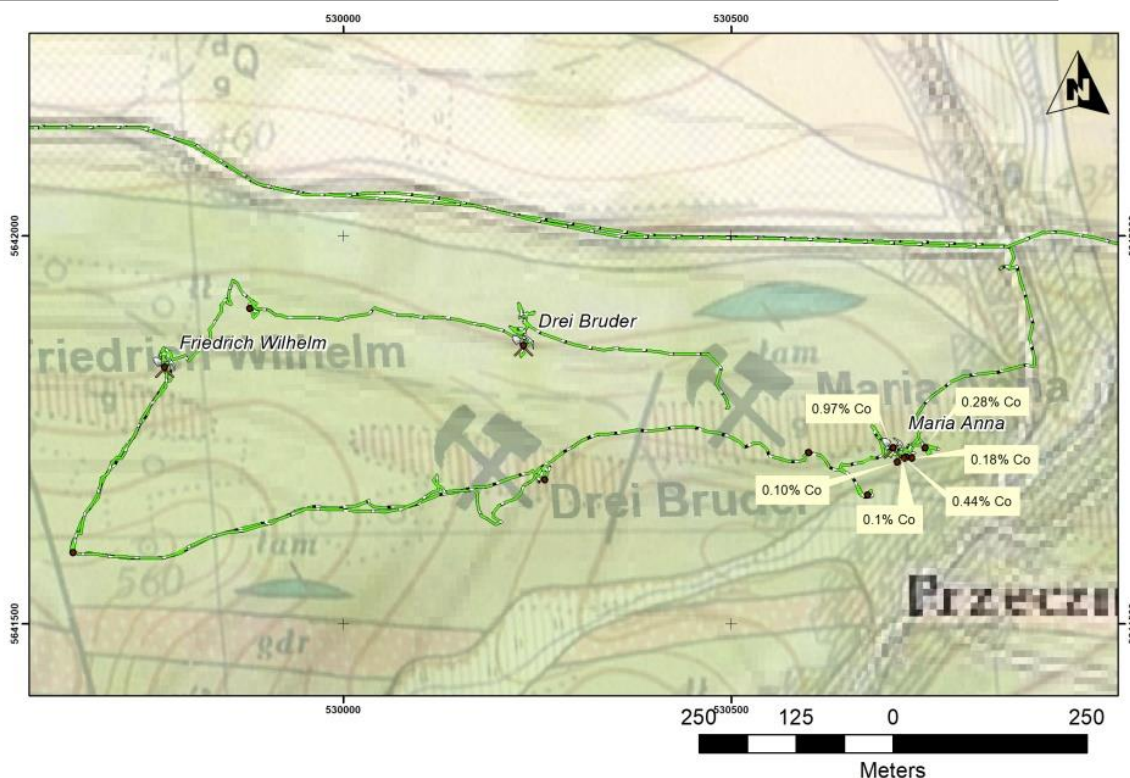 530000 530500
N
Q
g
460
5642000
Drei Bruder
Friedrich Wilhelm
riedrich Wilhelm
lam
Maria Anna
0.97% Co
0.28% Co
Maria Anna
g
0.18% Co
0.10% Co
0.44% Co
0.1% Co
Drei Bruder
lam
560
Przeczn
5641500
gdr
530000 530500
250 125 0 250
Meters